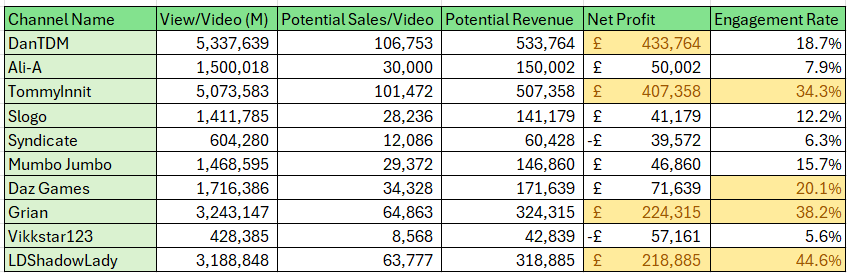 Channel Name View/Video (M) Potential Sales/Video Potential Revenue Net Profit Engagement Rate
DanTDM 5,337,639 106,753 533,764 £ 433,764 18.7%
Ali-A 1,500,018 30,000 150,002 £ 50,002 7.9%
TommyInnit 5,073,583 101,472 507,358 £ 407,358 34.3%
Slogo 1,411,785 28,236 141,179 £ 41,179 12.2%
Syndicate 604,280 12,086 60,428 -£ 39,572 6.3%
Mumbo Jumbo 1,468,595 29,372 146,860 £ 46,860 15.7%
Daz Games 1,716,386 34,328 171,639 £ 71,639 20.1%
Grian 3,243,147 64,863 324,315 £ 224,315 38.2%
Vikkstar123 428,385 8,568 42,839 -£ 57,161 5.6%
LDShadowLady 3,188,848 63,777 318,885 £ 218,885 44.6%